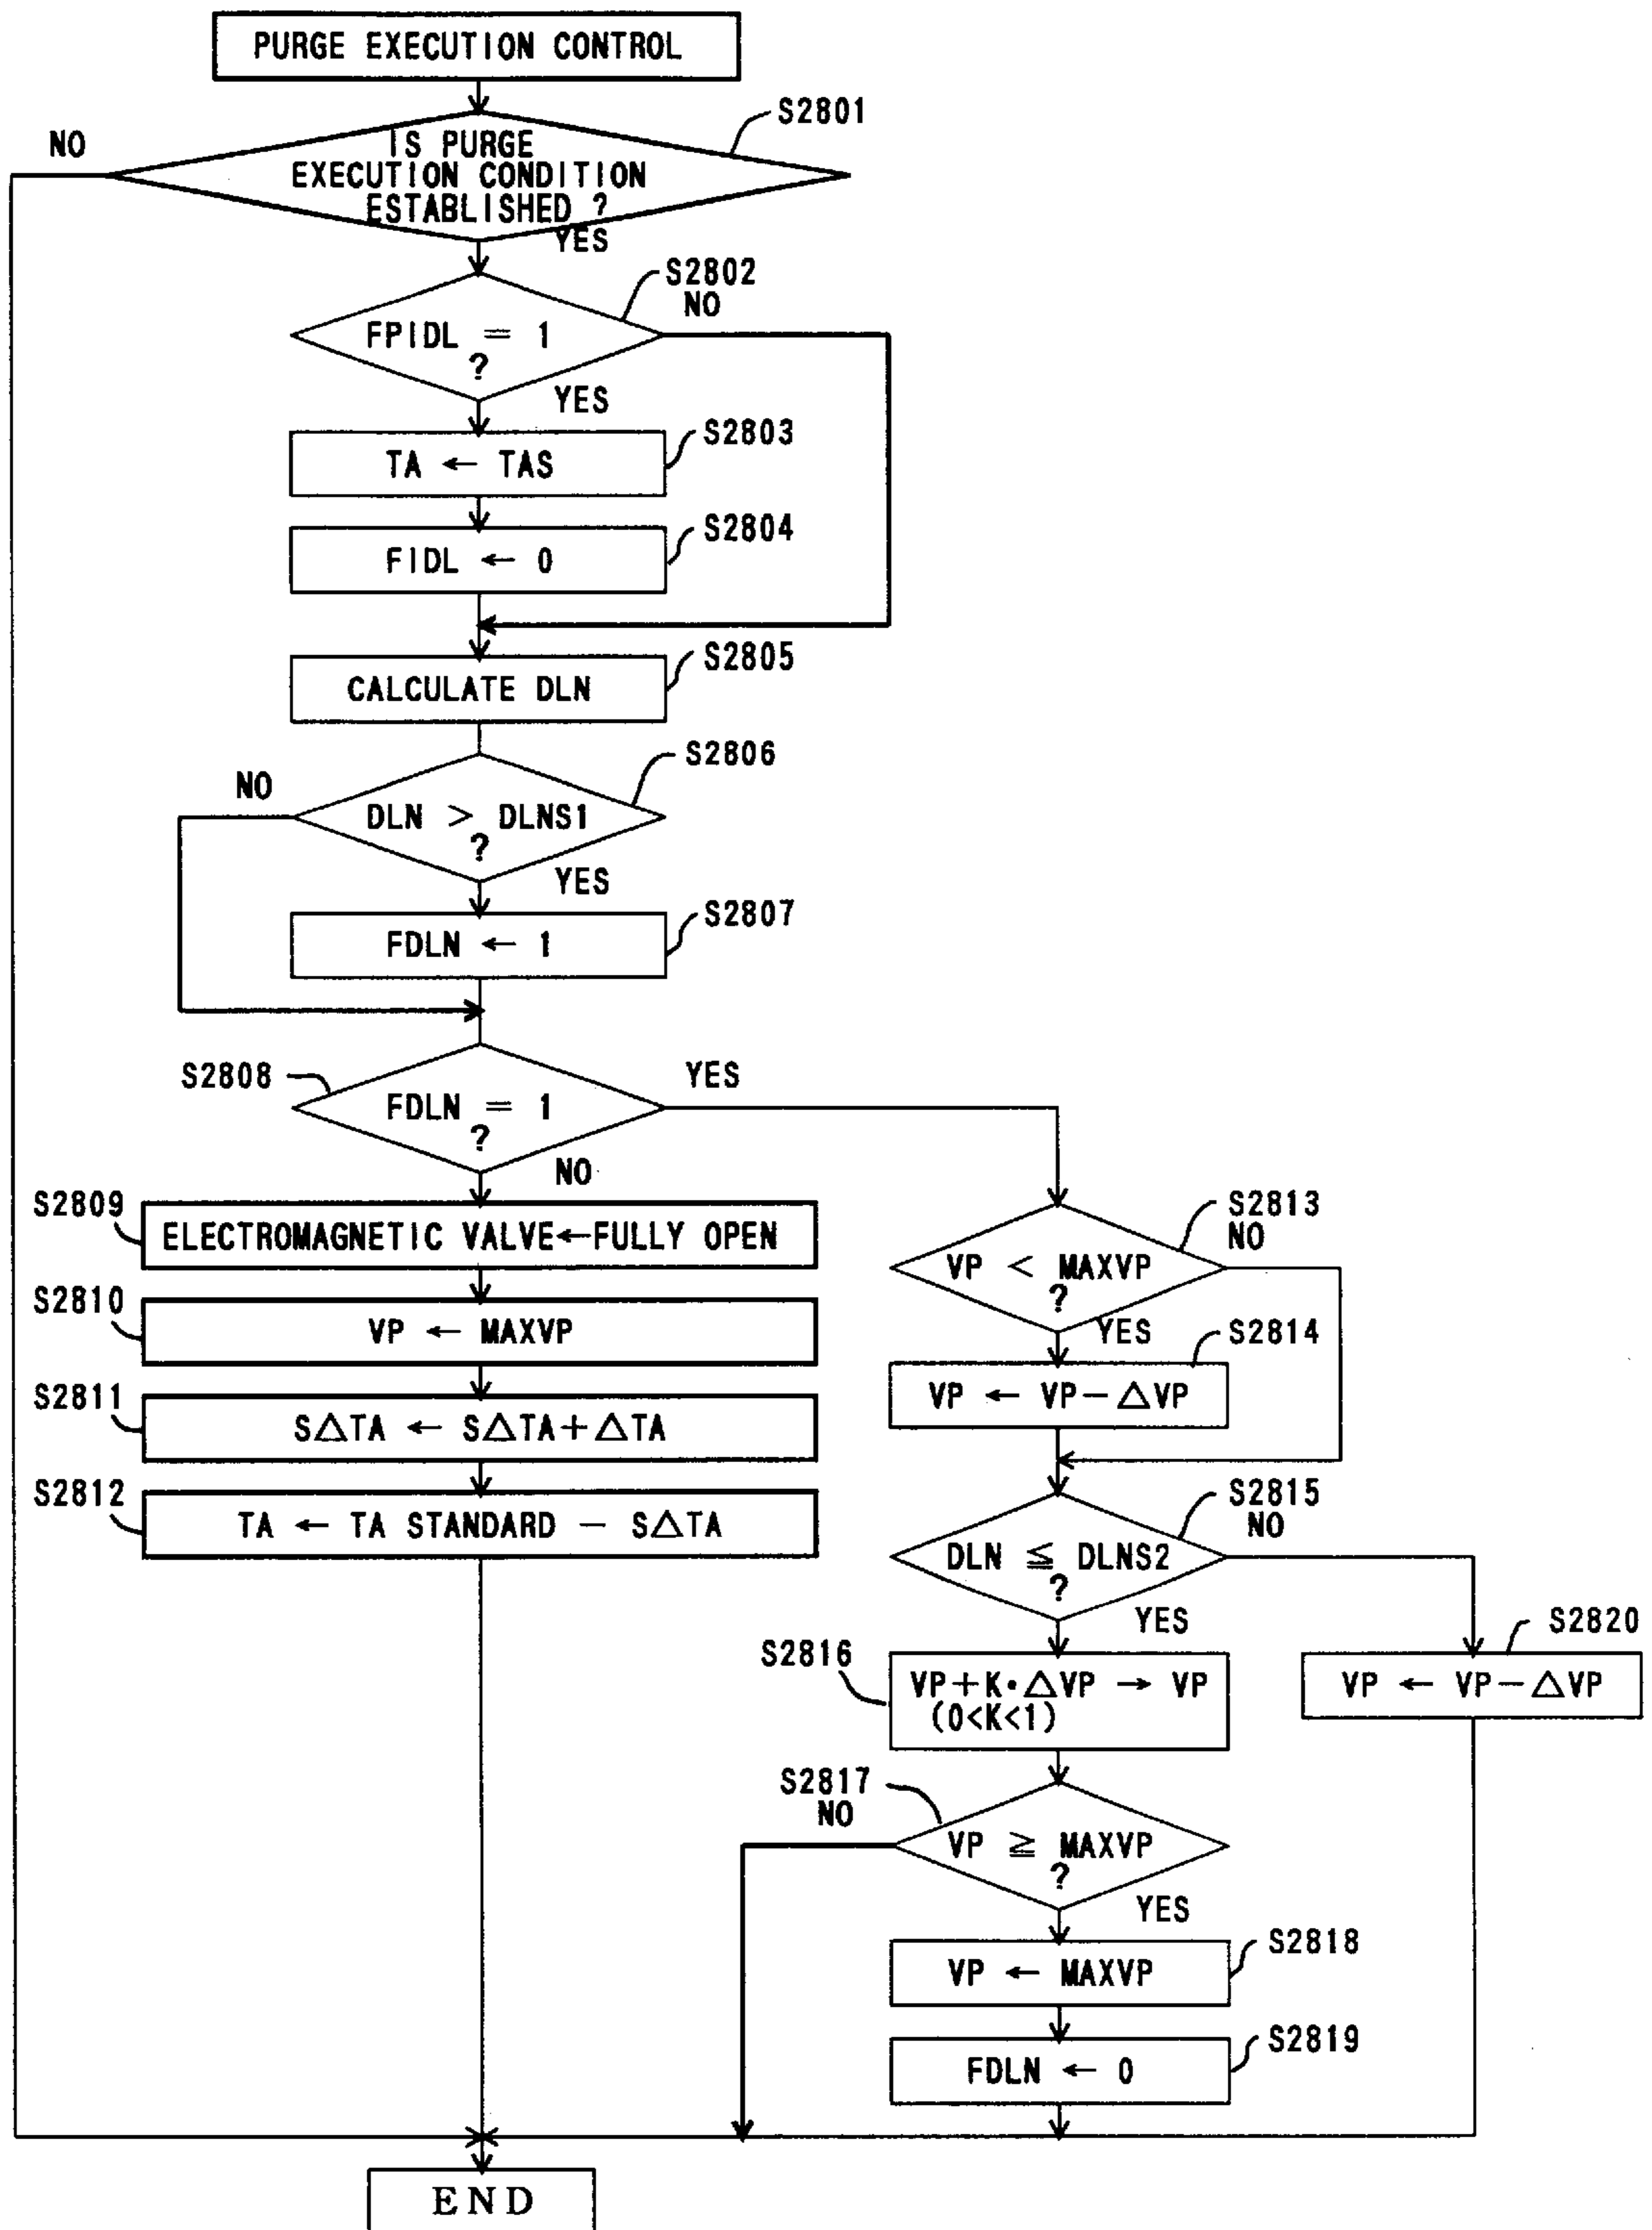 PURGE EXECUTION CONTROL
S2801
NO
IS PURGE
EXECUTION CONDITION
ESTABLISHED ?
YES
S2802
NO
FPIDL = 1
?
YES
S2803
TA ← TAS
S2804
FIDL ← 0
S2805
CALCULATE DLN
S2806
NO
DLN > DLNS1
?
YES
S2807
FDLN ← 1
S2808
YES
FDLN = 1
?
NO
S2809
ELECTROMAGNETIC VALVE←FULLY OPEN
S2810
VP ← MAXVP
S2811
S△TA ← S△TA+△TA
S2812
TA ← TA STANDARD − S△TA
S2813
NO
VP < MAXVP
?
YES
S2814
VP ← VP−△VP
S2815
NO
DLN ≦ DLNS2
?
YES
S2816
VP+K・△VP → VP
(0<K<1)
S2820
VP ← VP−△VP
S2817
NO
VP ≧ MAXVP
?
YES
S2818
VP ← MAXVP
S2819
FDLN ← 0
END